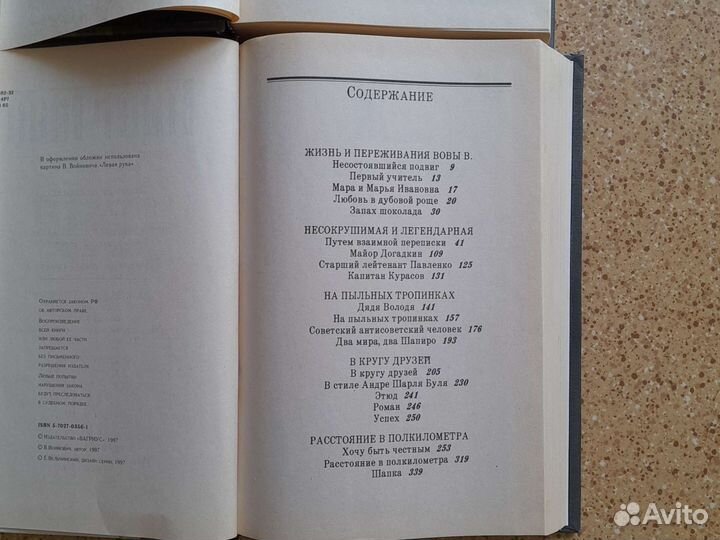 В оформлении обложки использована
картина В. Войновича «Левая рука»
Охраняется законом РФ
об авторском праве.
Воспроизведение
всей книги
или любой ее части
запрещается
без письменного
разрешения издателя.
Любые попытки
нарушения закона
будут преследоваться
в судебном порядке.
ISBN 5-7027-0356-1
© Издательство «ВАГРИУС», 1997
© В. Войнович, автор, 1997
© Е. Вельчинский, дизайн серии, 1997
Содержание
ЖИЗНЬ И ПЕРЕЖИВАНИЯ ВОВЫ В.
Несостоявшийся подвиг 9
Первый учитель 13
Мара и Марья Ивановна 17
Любовь в дубовой роще 20
Запах шоколада 30
НЕСОКРУШИМАЯ И ЛЕГЕНДАРНАЯ
Путем взаимной переписки 41
Майор Догадкин 109
Старший лейтенант Павленко 125
Капитан Курасов 131
НА ПЫЛЬНЫХ ТРОПИНКАХ
Дядя Володя 141
На пыльных тропинках 157
Советский антисоветский человек 176
Два мира, два Шапиро 193
В КРУГУ ДРУЗЕЙ
В кругу друзей 205
В стиле Андре Шарля Буля 230
Этюд 241
Роман 246
Успех 250
РАССТОЯНИЕ В ПОЛКИЛОМЕТРА
Хочу быть честным 253
Расстояние в полкилометра 319
Шапка 339
Avito